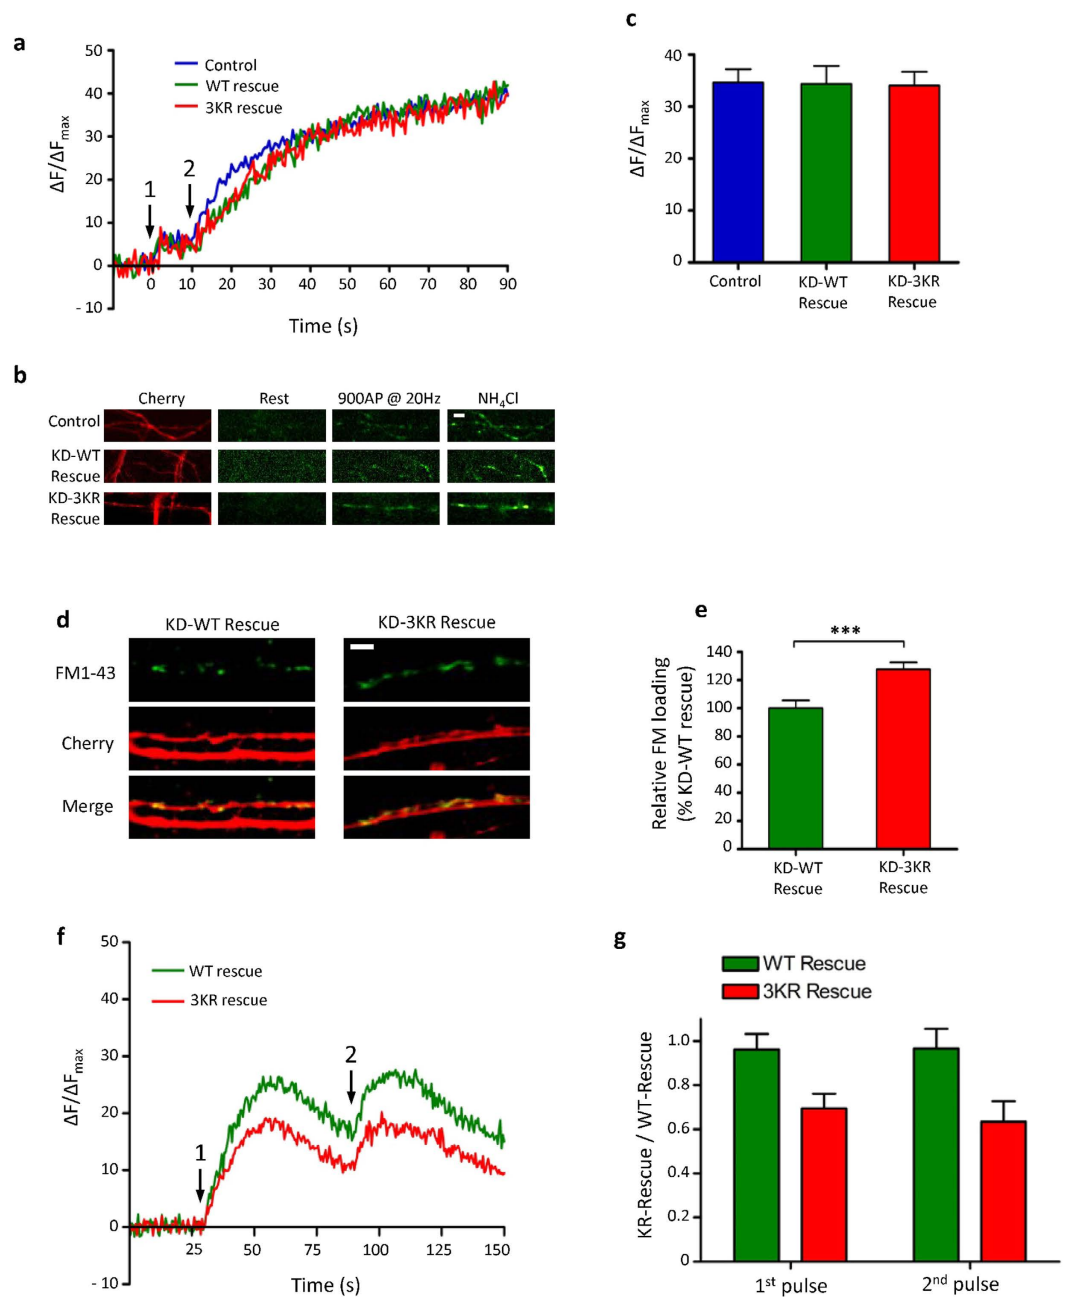 a
50
40
30
20
10
0
- 10
ΔF/ΔFmax
Control
WT rescue
3KR rescue
1
2
0 10 20 30 40 50 60 70 80 90
Time (s)
c
40
30
20
10
0
ΔF/ΔFmax
Control
KD-WT
Rescue
KD-3KR
Rescue
b
Cherry Rest 900AP @ 20Hz NH4Cl
Control
KD-WT
Rescue
KD-3KR
Rescue
d
KD-WT Rescue KD-3KR Rescue
FM1-43
Cherry
Merge
e
***
140
120
100
80
60
40
20
0
Relative FM loading
(% KD-WT rescue)
KD-WT
Rescue
KD-3KR
Rescue
f
50
40
30
20
10
0
- 10
ΔF/ΔFmax
WT rescue
3KR rescue
1
2
25 50 75 100 125 150
Time (s)
g
WT Rescue
3KR Rescue
1.0
0.8
0.6
0.4
0.2
0
KR-Rescue / WT-Rescue
1st pulse 2nd pulse